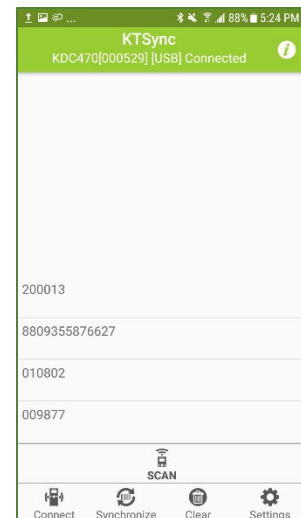 ... 88% 5:24 PM
KTSync
KDC470[000529] [USB] Connected
i
200013
8809355876627
010802
009877
SCAN
Connect Synchronize Clear Settings